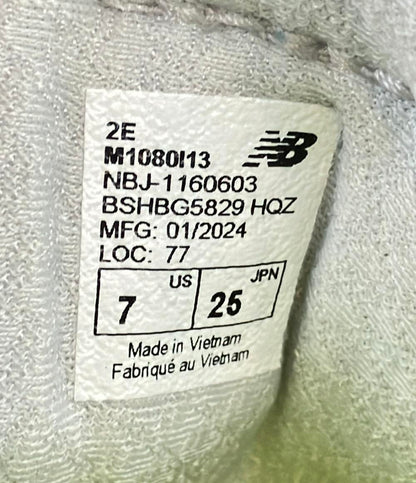 2E
M1080I13
NB
NBJ-1160603
BSHBG5829 HQZ
MFG: 01/2024
LOC: 77
7 US 25 JPN
Made in Vietnam
Fabriqué au Vietnam